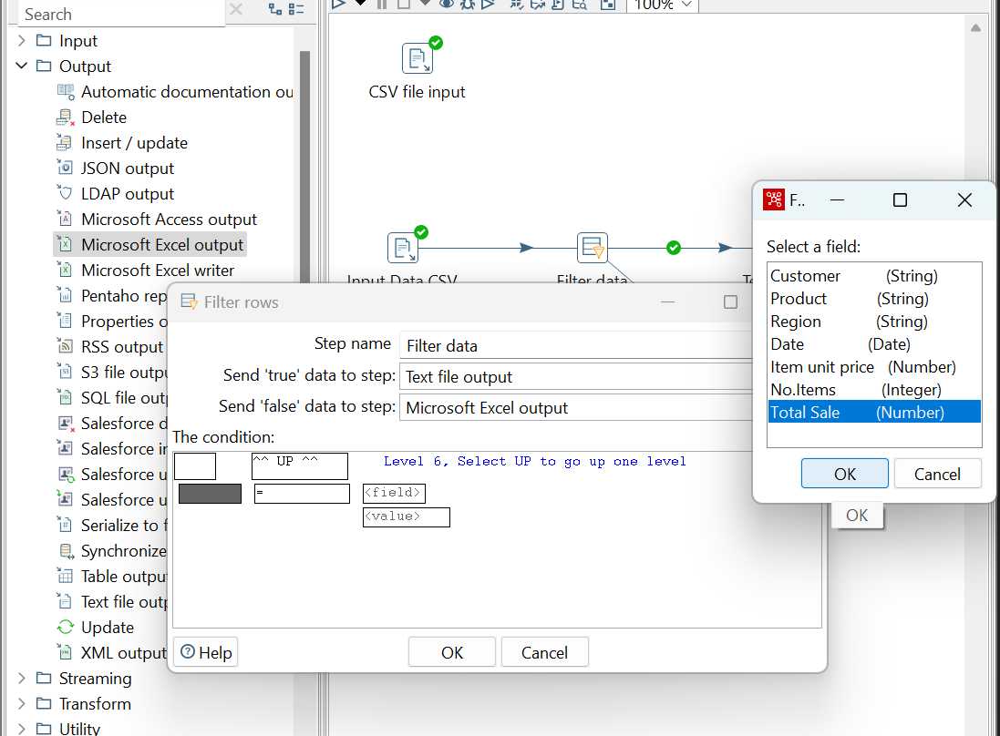 Search
100%
Input
Output
Automatic documentation ou
Delete
Insert / update
JSON output
LDAP output
Microsoft Access output
Microsoft Excel output
Microsoft Excel writer
Pentaho rep
Properties o
RSS output
S3 file outpu
SQL file outp
Salesforce d
Salesforce in
Salesforce u
Salesforce u
Serialize to f
Synchronize
Table output
Text file outp
Update
XML output
Streaming
Transform
Utility
CSV file input
Input Data CSV
Filter data
Te
Filter rows
Step name
Filter data
Send 'true' data to step:
Text file output
Send 'false' data to step:
Microsoft Excel output
The condition:
^^ UP ^^
Level 6, Select UP to go up one level
=
<field>
<value>
Help
OK
Cancel
F..
Select a field:
Customer (String)
Product (String)
Region (String)
Date (Date)
Item unit price (Number)
No.Items (Integer)
Total Sale (Number)
OK
Cancel
OK